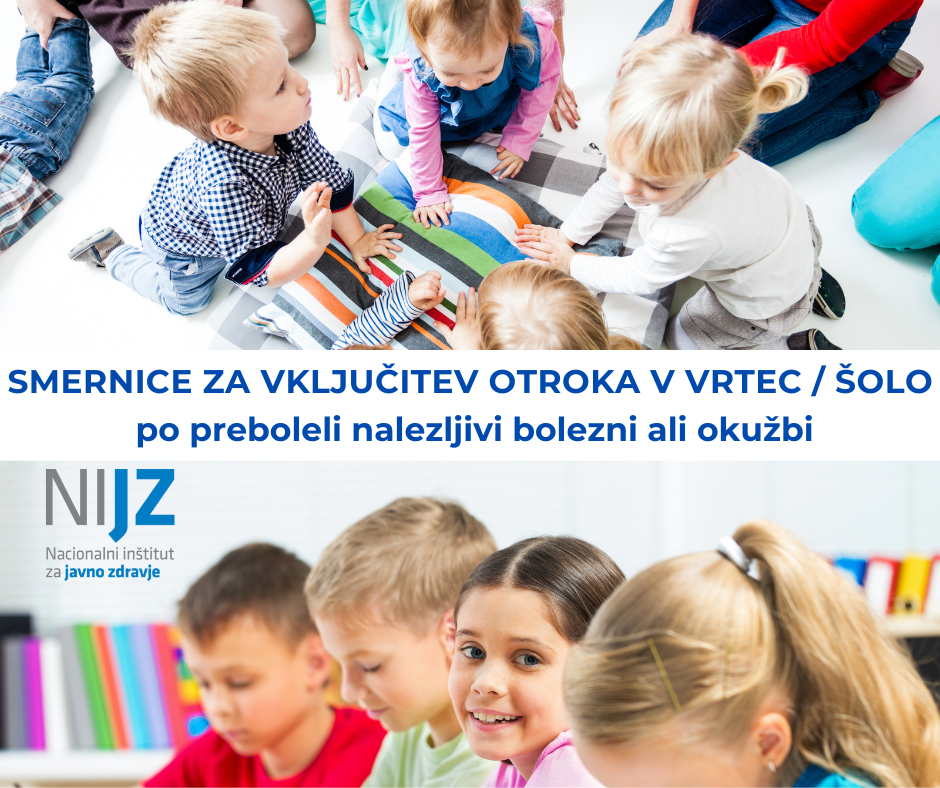 SMERNICE ZA VKLJUČITEV OTROKA V VRTEC / ŠOLO
po preboleli nalezljivi bolezni ali okužbi
NIJZ
Nacionalni inštitut
za javno zdravje